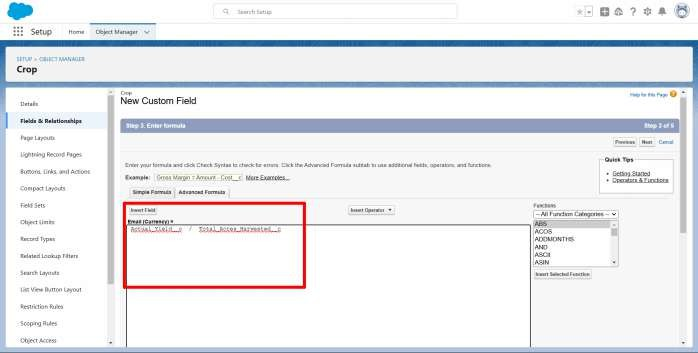 Search Setup
Setup
Home
Object Manager
SETUP > OBJECT MANAGER
Crop
Details
Fields & Relationships
Page Layouts
Lightning Record Pages
Buttons, Links, and Actions
Compact Layouts
Field Sets
Object Limits
Record Types
Related Lookup Filters
Search Layouts
List View Button Layout
Restriction Rules
Scoping Rules
Object Access
Crop
New Custom Field
Help for this Page
Step 3. Enter formula
Step 3 of 5
Previous Next Cancel
Enter your formula and click Check Syntax to check for errors. Click the Advanced Formula subtab to use additional fields, operators, and functions.
Example: Gross Margin = Amount - Cost__c More Examples...
Quick Tips
Getting Started
Operators & Functions
Simple Formula Advanced Formula
Insert Field
Insert Operator
Email (Currency) =
Actual_Yield__c / Total_Acres_Harvested__c
Functions
-- All Function Categories --
ABS
ACOS
ADDMONTHS
AND
ASCII
ASIN
Insert Selected Function